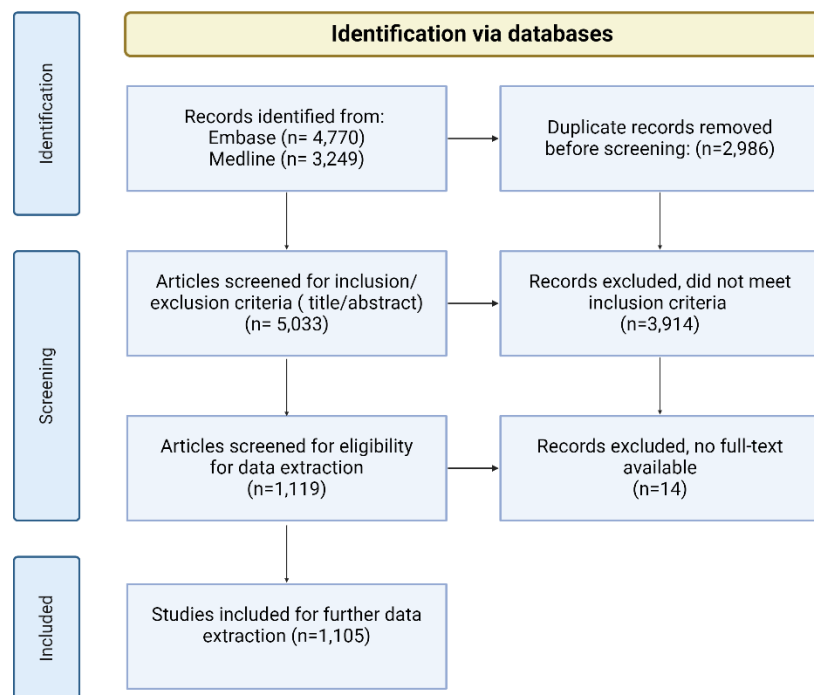 Identification via databases
Identification
Records identified from:
Embase (n= 4,770)
Medline (n= 3,249)
Duplicate records removed
before screening: (n=2,986)
Screening
Articles screened for inclusion/
exclusion criteria ( title/abstract)
(n= 5,033)
Records excluded, did not meet
inclusion criteria
(n=3,914)
Articles screened for eligibility
for data extraction
(n=1,119)
Records excluded, no full-text
available
(n=14)
Included
Studies included for further data
extraction (n=1,105)